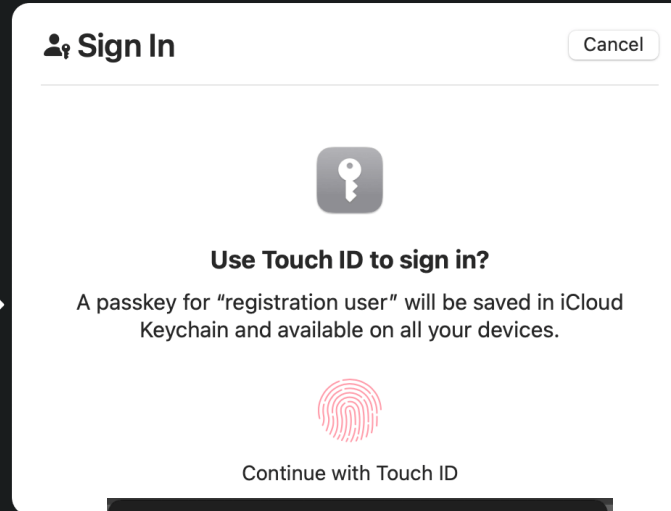 Sign In
Cancel
Use Touch ID to sign in?
A passkey for “registration user” will be saved in iCloud
Keychain and available on all your devices.
Continue with Touch ID